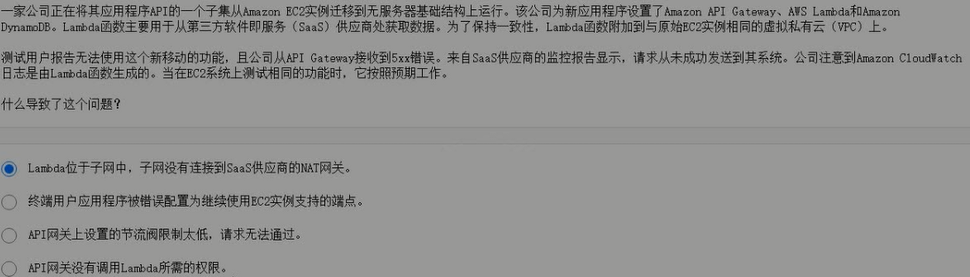 一家公司正在将其应用程序API的一个子集从Amazon EC2实例迁移到无服务器基础结构上运行。该公司为新应用程序设置了Amazon API Gateway、AWS Lambda和Amazon
DynamoDB。Lambda函数主要用于从第三方软件即服务（SaaS）供应商处获取数据。为了保持一致性，Lambda函数附加到与原始EC2实例相同的虚拟私有云（VPC）上。
测试用户报告无法使用这个新移动的功能，且公司从API Gateway接收到5xx错误。来自SaaS供应商的监控报告显示，请求从未成功发送到其系统。公司注意到Amazon CloudWatch
日志是由Lambda函数生成的。当在EC2系统上测试相同的功能时，它按照预期工作。
什么导致了这个问题？
Lambda位于子网中，子网没有连接到SaaS供应商的NAT网关。
终端用户应用程序被错误配置为继续使用EC2实例支持的端点。
API网关上设置的节流阀限制太低，请求无法通过。
API网关没有调用Lambda所需的权限。